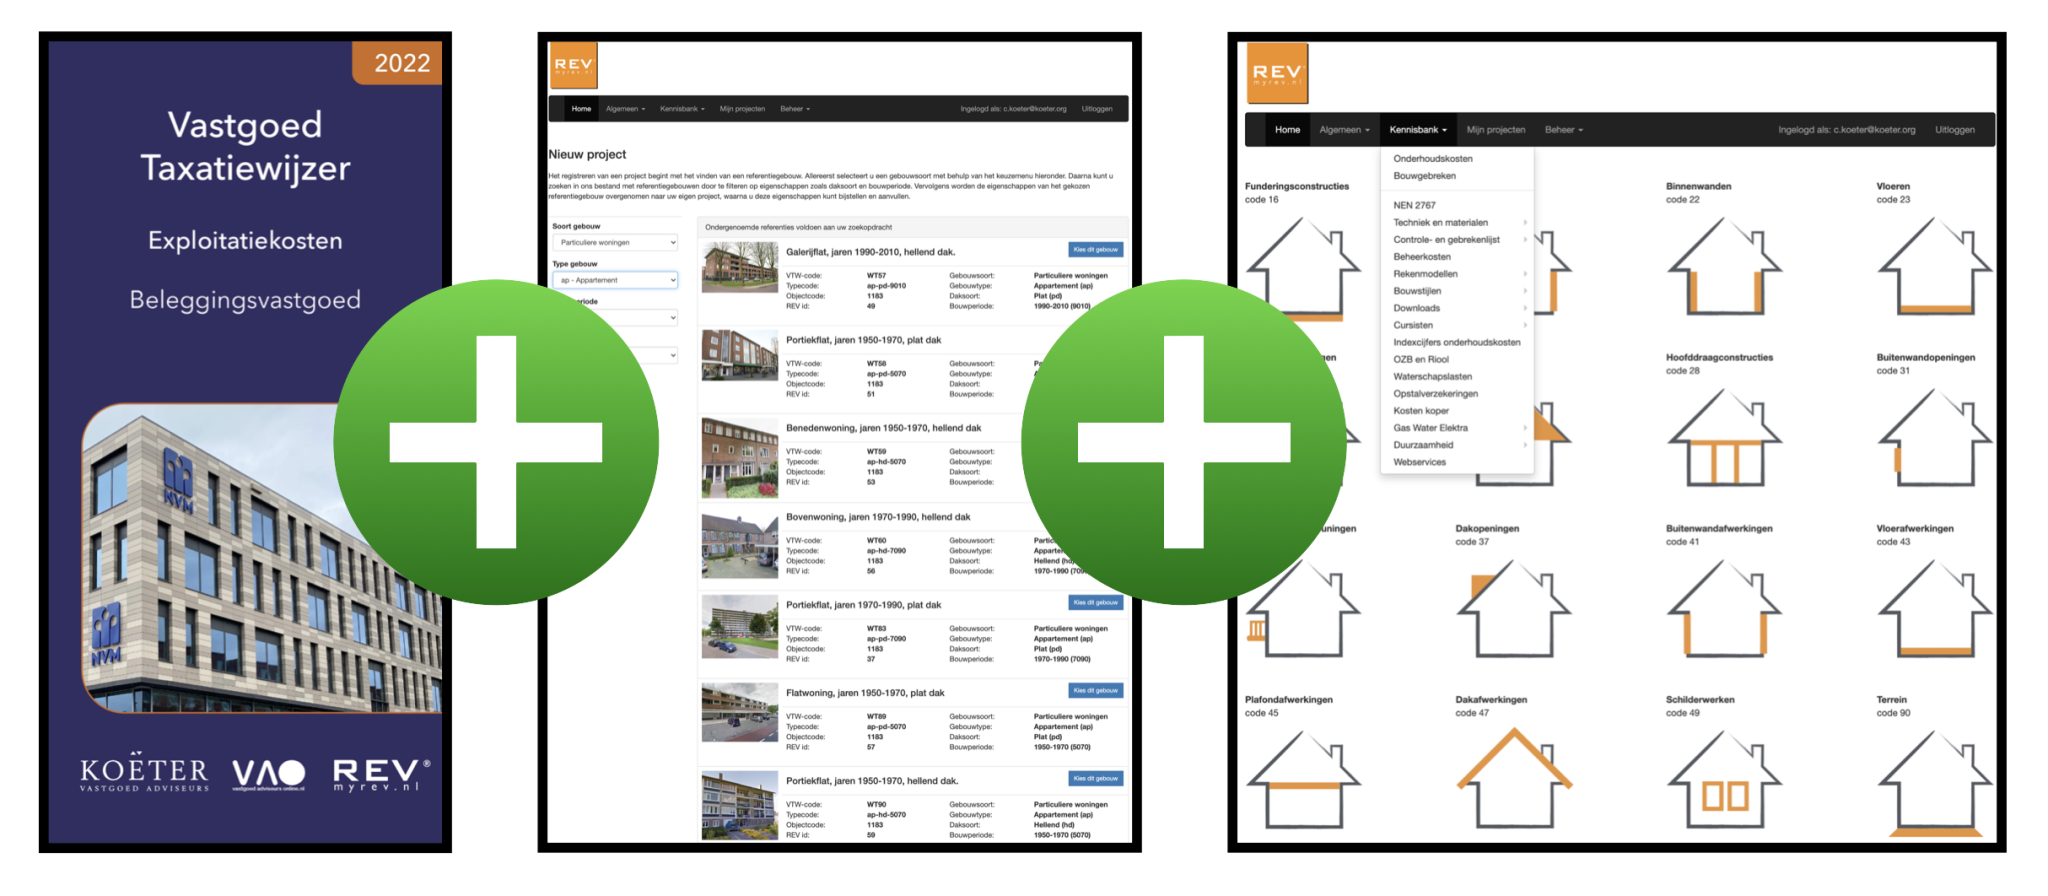 2022
Vastgoed
Taxatiewijzer
Exploitatiekosten
Beleggingsvastgoed
NVM
NVM
KOËTER
VASTGOED ADVISEURS
VAO
vastgoed adviseurs online.nl
REV®
myrev.nl
REV
myrev.nl
Home Algemeen Kennisbank Mijn projecten Beheer Ingelogd als: c.koeter@koeter.org Uitloggen
Nieuw project
Het registreren van een project begint met het vinden van een referentiegebouw. Allereerst selecteert u een gebouwsoort met behulp van het keuzemenu hieronder. Daarna kunt u
zoeken in ons bestand met referentiegebouwen door te filteren op eigenschappen zoals daksoort en bouwperiode. Vervolgens worden de eigenschappen van het gekozen
referentiegebouw overgenomen naar uw eigen project, waarna u deze eigenschappen kunt bijstellen en aanvullen.
Soort gebouw
Particuliere woningen
Type gebouw
ap - Appartement
riode
Ondergenoemde referenties voldoen aan uw zoekopdracht
Galerijflat, jaren 1990-2010, hellend dak.
Kies dit gebouw
VTW-code: WT57 Gebouwsoort: Particuliere woningen
Typecode: ap-pd-9010 Gebouwtype: Appartement (ap)
Objectcode: 1183 Daksoort: Plat (pd)
REV id: 49 Bouwperiode: 1990-2010 (9010)
Portiekflat, jaren 1950-1970, plat dak
VTW-code: WT58 Gebouwsoort:
Typecode: ap-pd-5070 Gebouwtype:
Objectcode: 1183 Daksoort:
REV id: 51 Bouwperiode:
Benedenwoning, jaren 1950-1970, hellend dak
VTW-code: WT59 Gebouwsoort:
Typecode: ap-hd-5070 Gebouwtype:
Objectcode: 1183 Daksoort:
REV id: 53 Bouwperiode:
Bovenwoning, jaren 1970-1990, hellend dak
VTW-code: WT60 Gebouwsoort: Partic
Typecode: ap-hd-7090 Gebouwtype: Apparte
Objectcode: 1183 Daksoort: Hellend (hd)
REV id: 56 Bouwperiode: 1970-1990 (709
Portiekflat, jaren 1970-1990, plat dak
Kies dit gebouw
VTW-code: WT83 Gebouwsoort: Particuliere woningen
Typecode: ap-pd-7090 Gebouwtype: Appartement (ap)
Objectcode: 1183 Daksoort: Plat (pd)
REV id: 37 Bouwperiode: 1970-1990 (7090)
Flatwoning, jaren 1950-1970, plat dak
Kies dit gebouw
VTW-code: WT89 Gebouwsoort: Particuliere woningen
Typecode: ap-pd-5070 Gebouwtype: Appartement (ap)
Objectcode: 1183 Daksoort: Plat (pd)
REV id: 57 Bouwperiode: 1950-1970 (5070)
Portiekflat, jaren 1950-1970, hellend dak.
Kies dit gebouw
VTW-code: WT90 Gebouwsoort: Particuliere woningen
Typecode: ap-hd-5070 Gebouwtype: Appartement (ap)
Objectcode: 1183 Daksoort: Hellend (hd)
REV id: 59 Bouwperiode: 1950-1970 (5070)
REV
myrev.nl
Home Algemeen Kennisbank Mijn projecten Beheer Ingelogd als: c.koeter@koeter.org Uitloggen
Onderhoudskosten
Bouwgebreken
NEN 2767
Techniek en materialen
Controle- en gebrekenlijst
Beheerkosten
Rekenmodellen
Bouwstijlen
Downloads
Cursisten
Indexcijfers onderhoudskosten
OZB en Riool
Waterschapslasten
Opstalverzekeringen
Kosten koper
Gas Water Elektra
Duurzaamheid
Webservices
Funderingsconstructies
code 16
Binnenwanden
code 22
Vloeren
code 23
en
Hoofddraagconstructies
code 28
Buitenwandopeningen
code 31
uningen
Dakopeningen
code 37
Buitenwandafwerkingen
code 41
Vloerafwerkingen
code 43
Plafondafwerkingen
code 45
Dakafwerkingen
code 47
Schilderwerken
code 49
Terrein
code 90